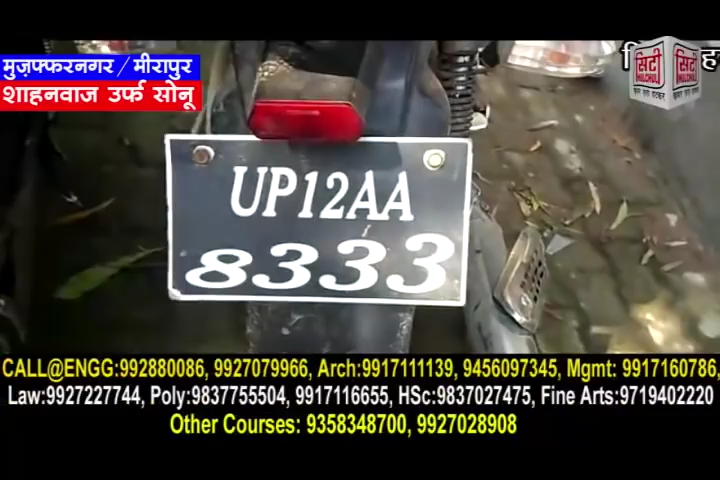 मुज़फ्फरनगर / मीरापुर
शाहनवाज उर्फ सोनू
सिटी
सिटी
UP12AA
8333
CALL@ENGG:992880086, 9927079966, Arch:9917111139, 9456097345, Mgmt: 9917160786,
Law:9927227744, Poly:9837755504, 9917116655, HSc:9837027475, Fine Arts:9719402220
Other Courses: 9358348700, 9927028908